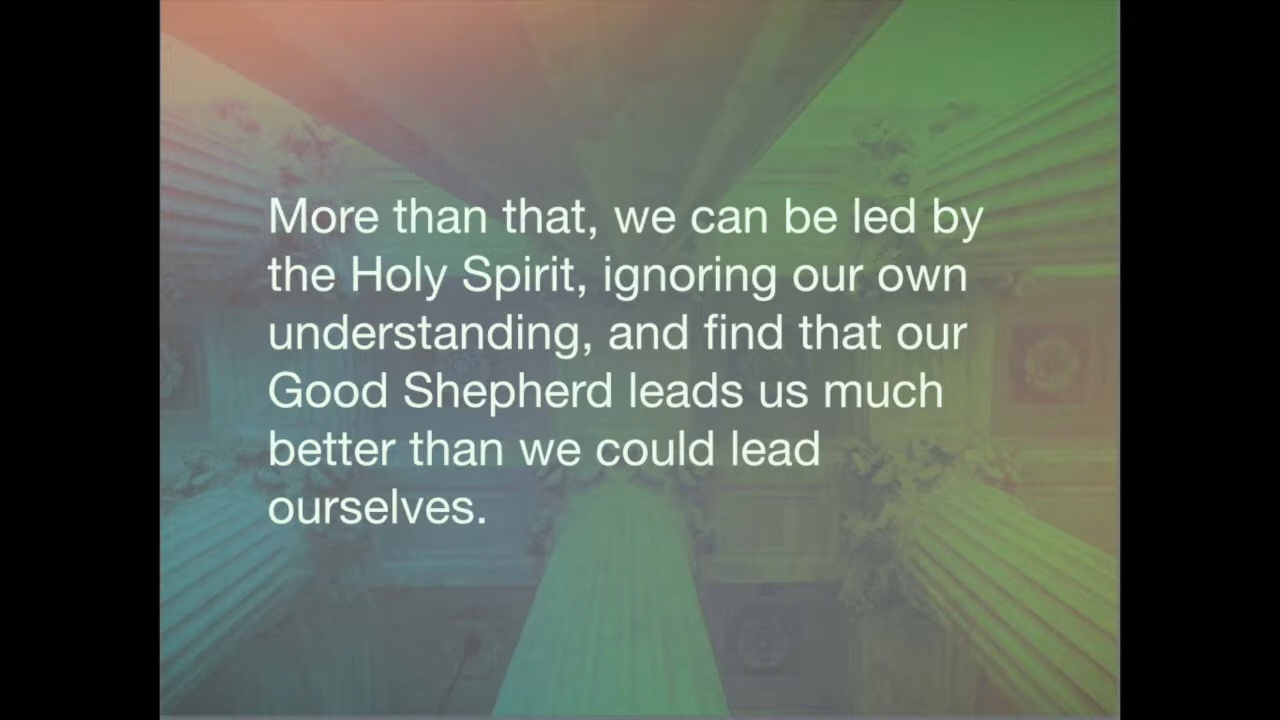 More than that, we can be led by
the Holy Spirit, ignoring our own
understanding, and find that our
Good Shepherd leads us much
better than we could lead
ourselves.